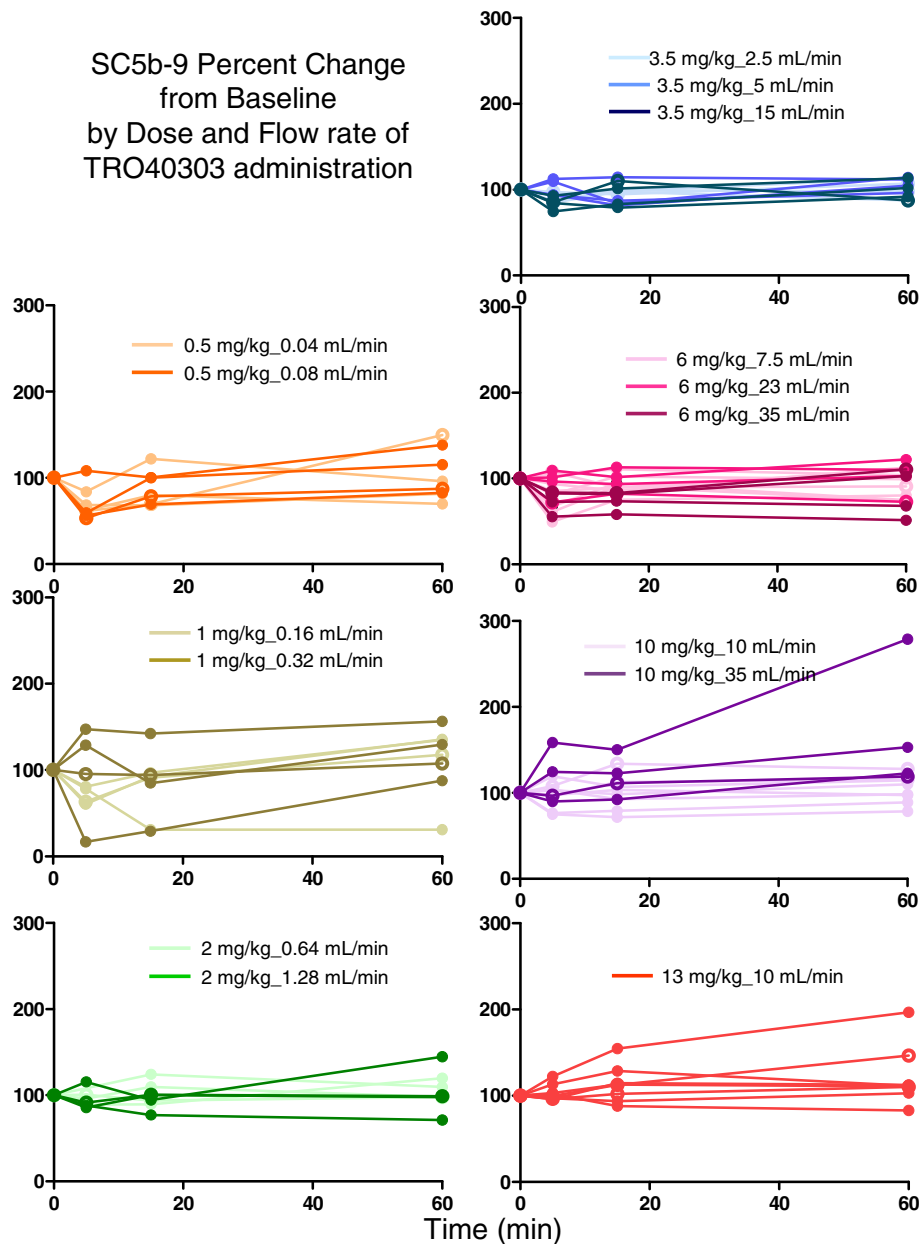 SC5b-9 Percent Change
from Baseline
by Dose and Flow rate of
TRO40303 administration
300
200
100
0
0 20 40 60
3.5 mg/kg_2.5 mL/min
3.5 mg/kg_5 mL/min
3.5 mg/kg_15 mL/min
300
200
100
0
0 20 40 60
0.5 mg/kg_0.04 mL/min
0.5 mg/kg_0.08 mL/min
300
200
100
0
0 20 40 60
6 mg/kg_7.5 mL/min
6 mg/kg_23 mL/min
6 mg/kg_35 mL/min
300
200
100
0
0 20 40 60
1 mg/kg_0.16 mL/min
1 mg/kg_0.32 mL/min
300
200
100
0
0 20 40 60
10 mg/kg_10 mL/min
10 mg/kg_35 mL/min
300
200
100
0
0 20 40 60
2 mg/kg_0.64 mL/min
2 mg/kg_1.28 mL/min
300
200
100
0
0 20 40 60
13 mg/kg_10 mL/min
Time (min)